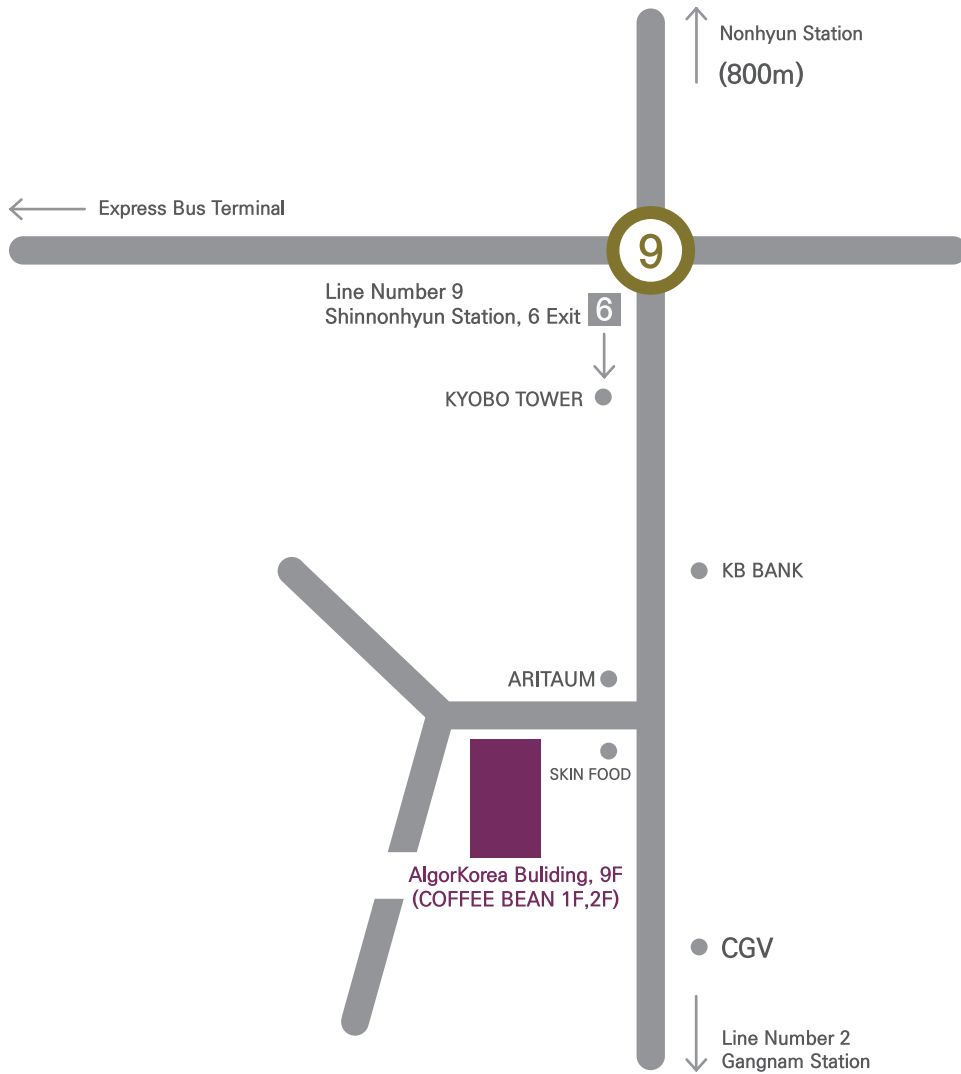 Nonhyun Station
(800m)
Express Bus Terminal
9
Line Number 9
Shinnonhyun Station, 6 Exit 6
KYOBO TOWER
KB BANK
ARITAUM
SKIN FOOD
AlgorKorea Buliding, 9F
(COFFEE BEAN 1F,2F)
CGV
Line Number 2
Gangnam Station